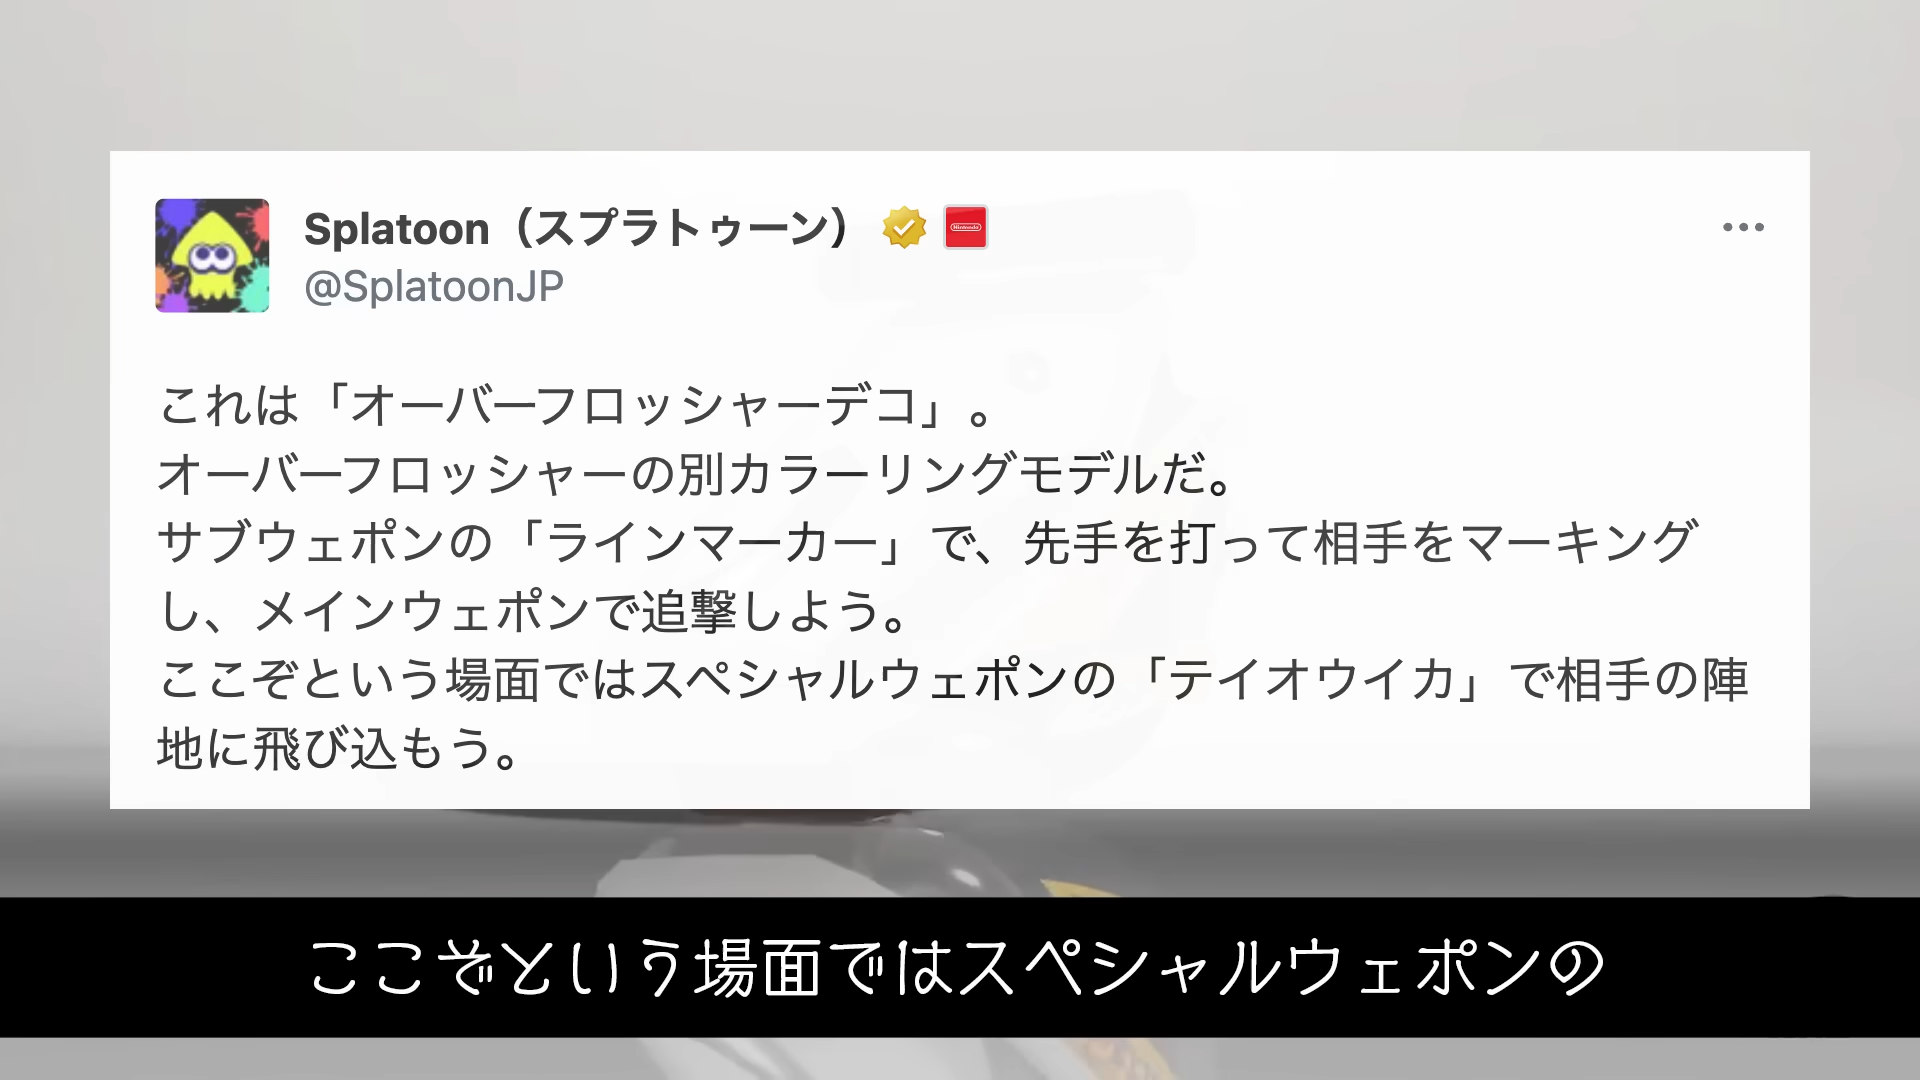 Splatoon（スプラトゥーン）
Nintendo
@SplatoonJP
これは「オーバーフロッシャーデコ」。
オーバーフロッシャーの別カラーリングモデルだ。
サブウェポンの「ラインマーカー」で、先手を打って相手をマーキング
し、メインウェポンで追撃しよう。
ここぞという場面ではスペシャルウェポンの「テイオウイカ」で相手の陣
地に飛び込もう。
ここぞという場面ではスペシャルウェポンの